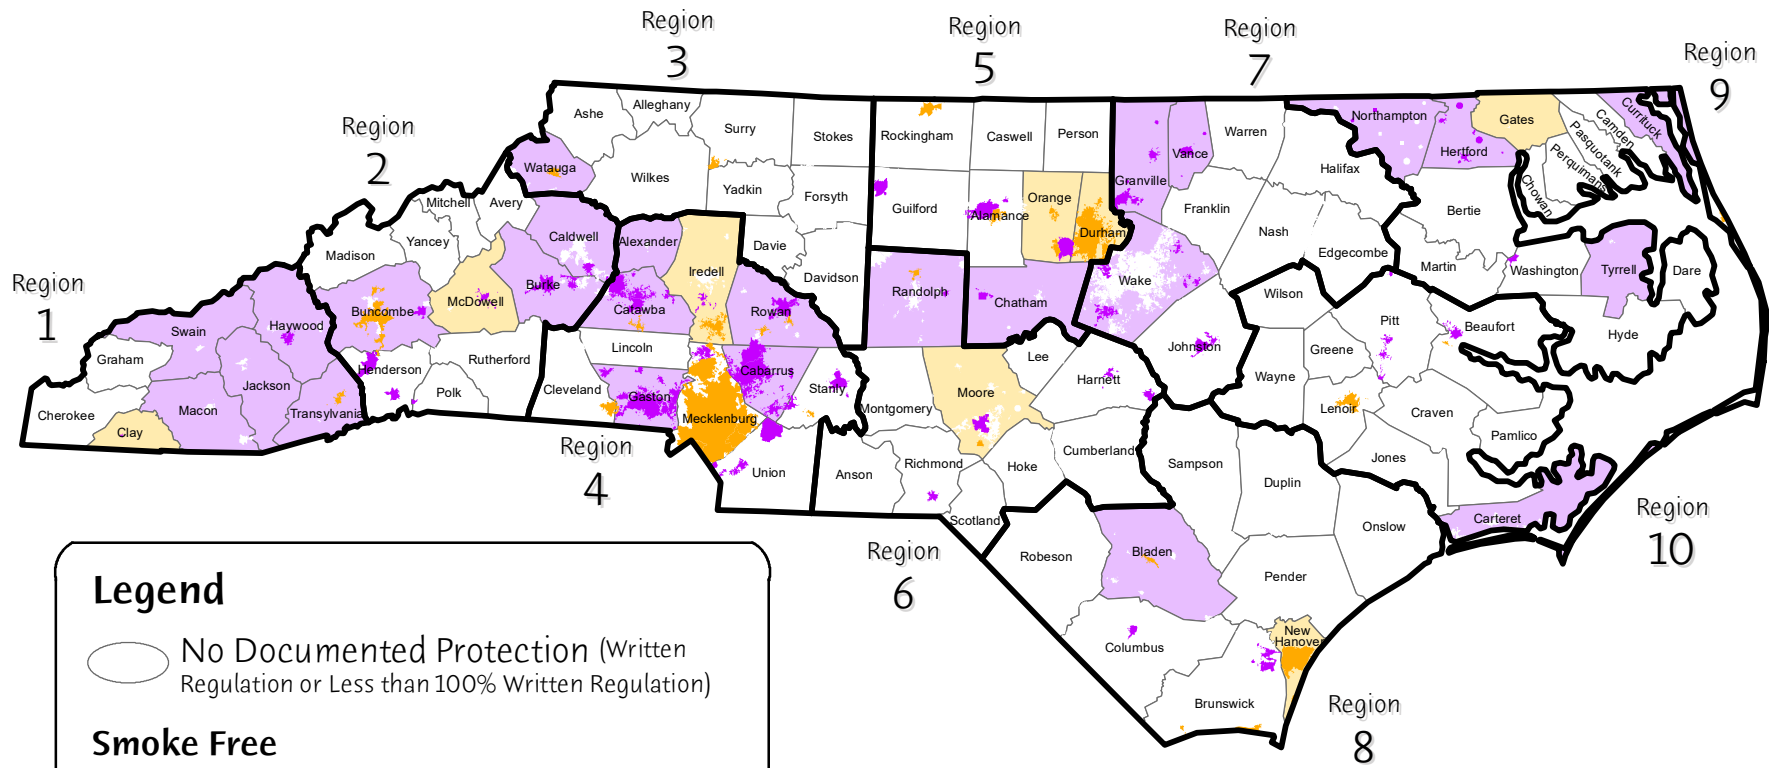 Region
3
Region
5
Region
7
Region
9
Region
2
Region
1
Region
4
Region
6
Region
8
Region
10
Ashe
Alleghany
Surry
Stokes
Rockingham
Caswell
Person
Vance
Warren
Northampton
Hertford
Gates
Camden
Currituck
Pasquotank
Perquimans
Chowan
Watauga
Wilkes
Yadkin
Forsyth
Guilford
Alamance
Orange
Durham
Granville
Franklin
Halifax
Bertie
Mitchell
Avery
Yancey
Madison
Caldwell
Alexander
Iredell
Davie
Davidson
Randolph
Chatham
Wake
Nash
Edgecombe
Martin
Washington
Tyrrell
Dare
Swain
Haywood
Buncombe
McDowell
Burke
Catawba
Rowan
Johnston
Wilson
Pitt
Beaufort
Hyde
Graham
Jackson
Henderson
Rutherford
Lincoln
Cabarrus
Stanly
Montgomery
Moore
Lee
Harnett
Wayne
Greene
Lenoir
Craven
Pamlico
Cherokee
Clay
Macon
Transylvania
Polk
Cleveland
Gaston
Mecklenburg
Union
Anson
Richmond
Hoke
Cumberland
Sampson
Duplin
Jones
Onslow
Carteret
Scotland
Robeson
Bladen
Pender
Columbus
New
Hanover
Brunswick
Legend
No Documented Protection (Written
Regulation or Less than 100% Written Regulation)
Smoke Free